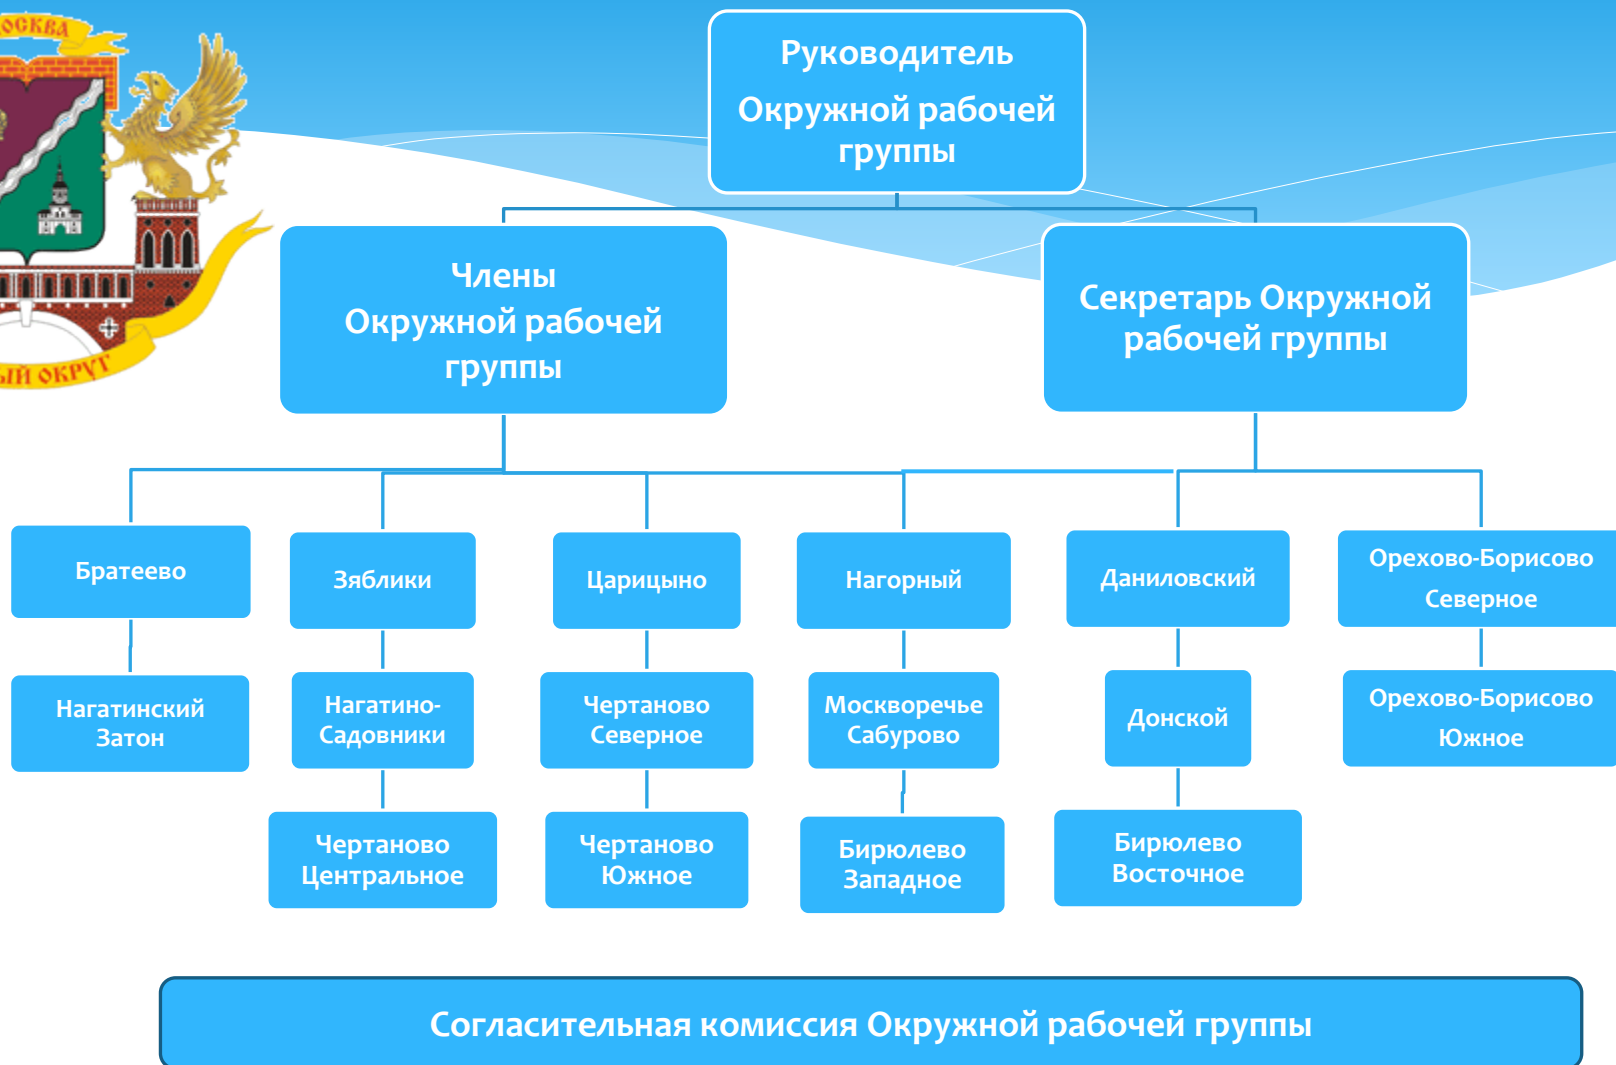 МОСКВА
Руководитель
Окружной рабочей
группы
Члены
Окружной рабочей
группы
Секретарь Окружной
рабочей группы
Братеево
Зяблики
Царицыно
Нагорный
Даниловский
Орехово-Борисово
Северное
Нагатинский
Затон
Нагатино-
Садовники
Чертаново
Северное
Москворечье
Сабурово
Донской
Орехово-Борисово
Южное
Чертаново
Центральное
Чертаново
Южное
Бирюлево
Западное
Бирюлево
Восточное
ОКРУГ
Согласительная комиссия Окружной рабочей группы